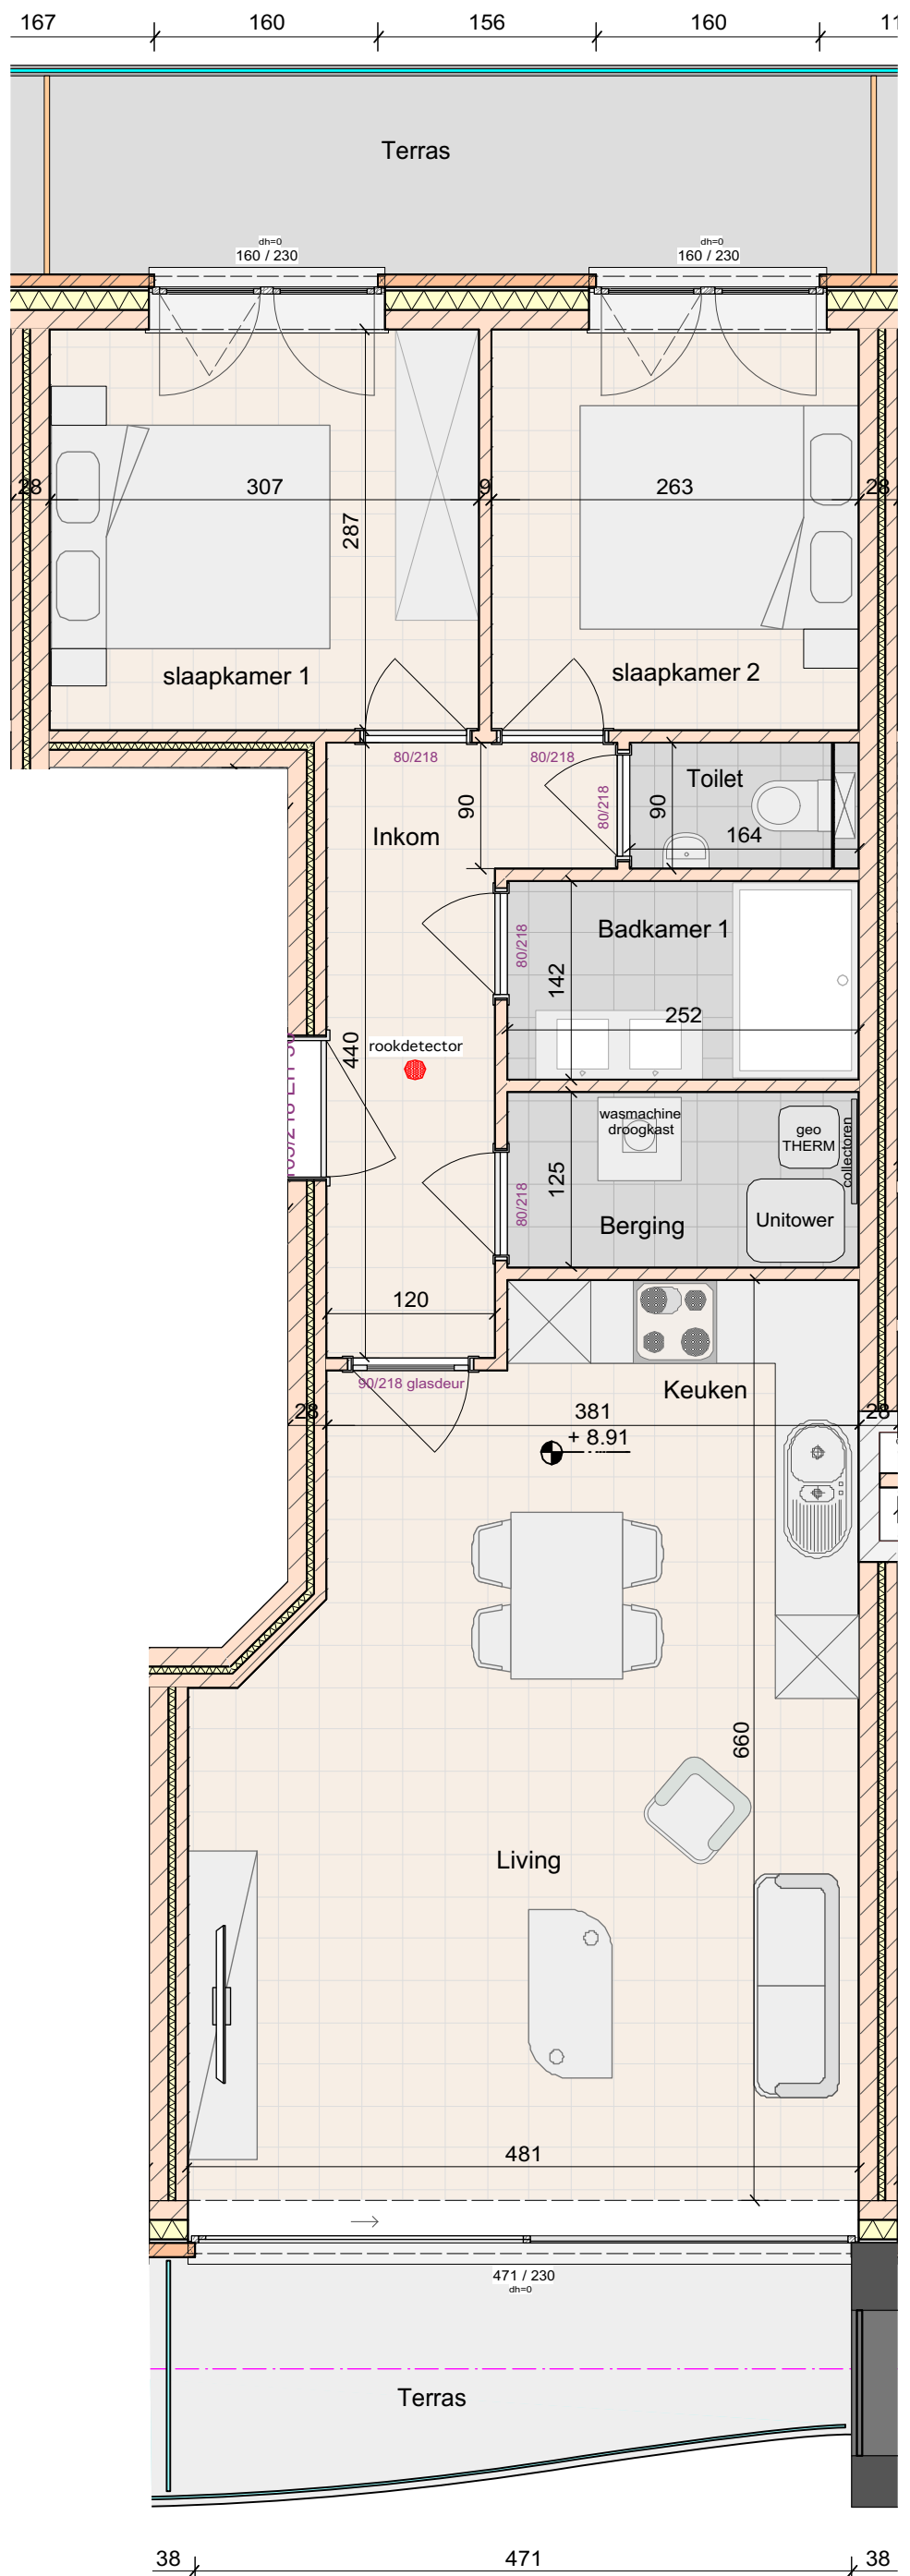 167
160
156
160
Terras
dh=0
160 / 230
dh=0
160 / 230
28
307
9
263
28
287
slaapkamer 1
slaapkamer 2
80/218
80/218
80/218
90
90
Toilet
164
Inkom
Badkamer 1
80/218
142
252
440
rookdetector
wasmachine
droogkast
geo
THERM
collectoren
125
80/218
Berging
Unitower
120
90/218 glasdeur
Keuken
28
381
28
+ 8.91
660
Living
481
471 / 230
dh=0
Terras
38
471
38